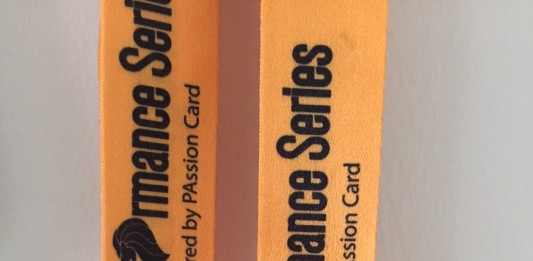 rmance Series
red by PAssion Card
mance Series
ssion Card